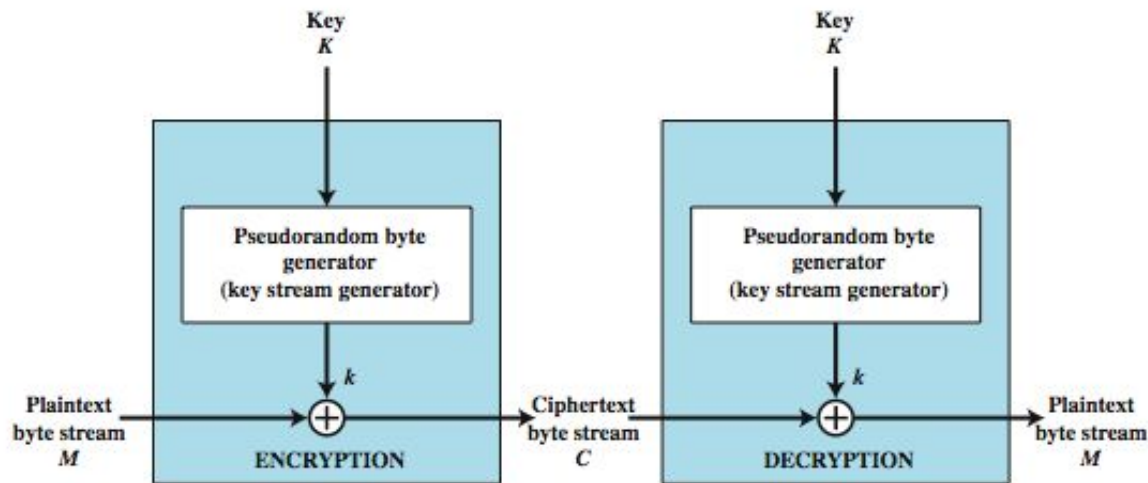 Key
K
Key
K
Pseudorandom byte
generator
(key stream generator)
Pseudorandom byte
generator
(key stream generator)
k
k
Plaintext
byte stream
M
Ciphertext
byte stream
C
Plaintext
byte stream
M
ENCRYPTION
DECRYPTION